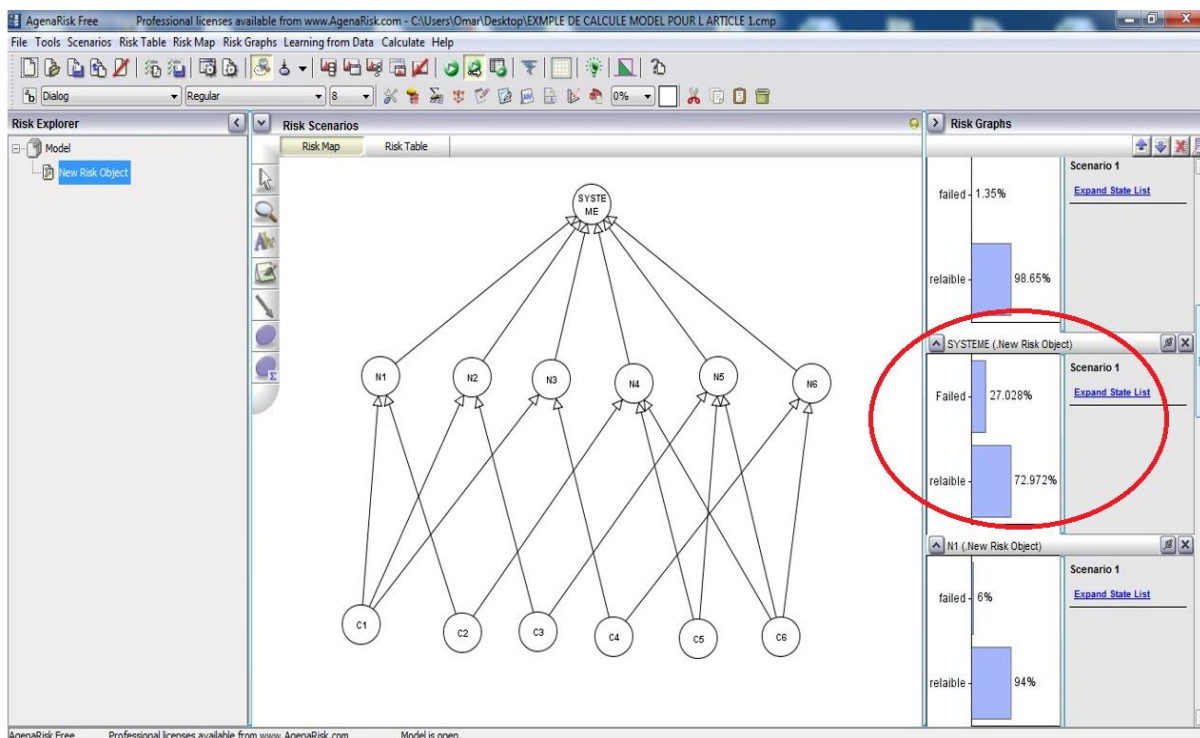 AgenaRisk Free Professional licenses available from www.AgenaRisk.com - C:\Users\Omar\Desktop\EXMPLE DE CALCULE MODEL POUR L ARTICLE 1.cmp
File Tools Scenarios Risk Table Risk Map Risk Graphs Learning from Data Calculate Help
Dialog Regular 8 0%
Risk Explorer
Model
New Risk Object
Risk Scenarios
Risk Map Risk Table
SYSTE
ME
N1 N2 N3 N4 N5 N6
C1 C2 C3 C4 C5 C6
Risk Graphs
Scenario 1
failed 1.35% Expand State List
relaible 98.65%
SYSTEME (.New Risk Object)
Scenario 1
Failed 27.028% Expand State List
relaible 72.972%
N1 (.New Risk Object)
Scenario 1
failed 6% Expand State List
relaible 94%
AgenaRisk Free Professional licenses available from www.AgenaRisk.com Model is open.